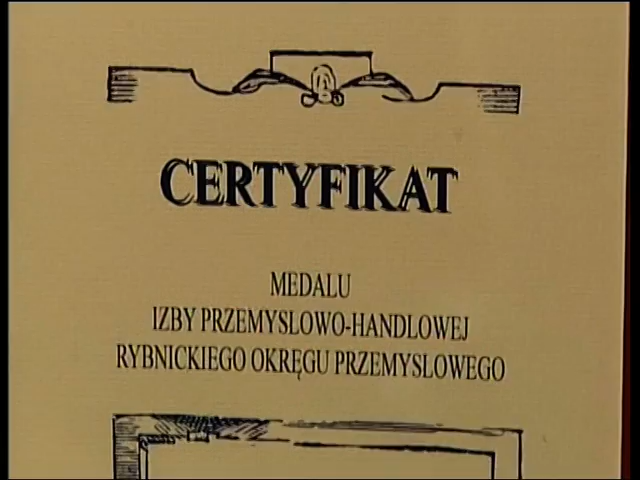 CERTYFIKAT
MEDALU
IZBY PRZEMYSLOWO-HANDLOWEJ
RYBNICKIEGO OKRĘGU PRZEMYSLOWEGO